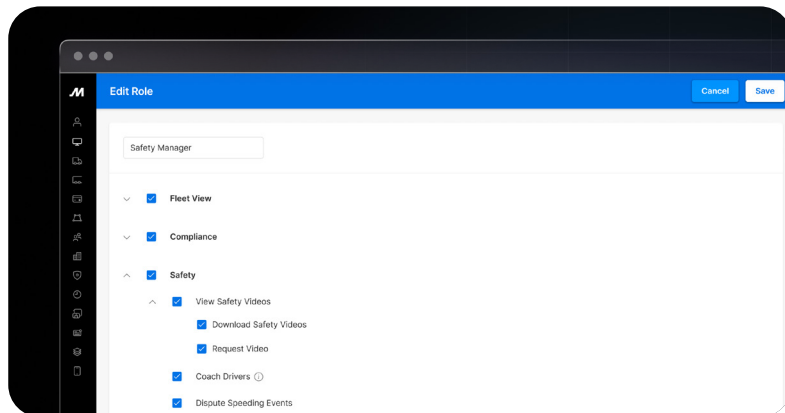 Edit Role
Cancel
Save
Safety Manager
Fleet View
Compliance
Safety
View Safety Videos
Download Safety Videos
Request Video
Coach Drivers
Dispute Speeding Events